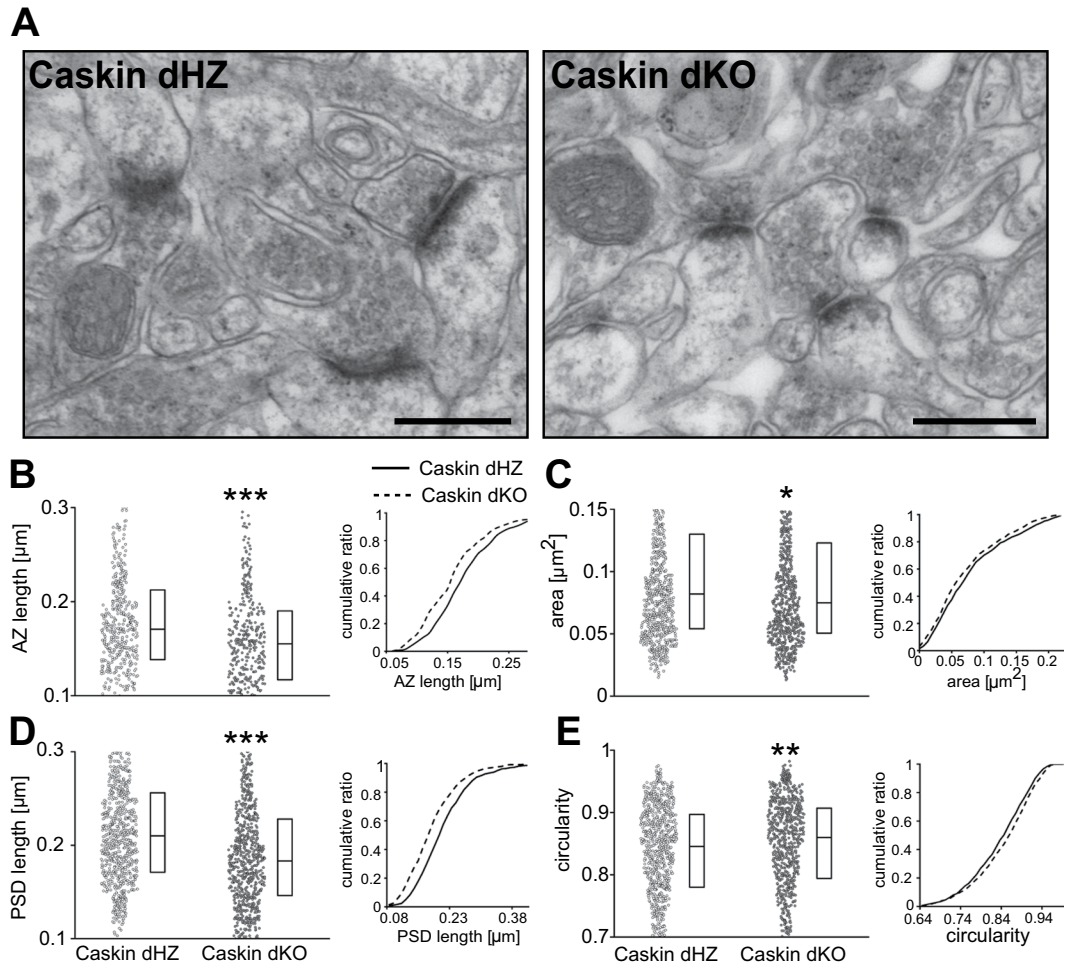 A
Caskin dHZ
Caskin dKO
B
Caskin dHZ
Caskin dKO
***
0.3
0.2
0.1
AZ length [µm]
1
0.8
0.6
0.4
0.2
0
cumulative ratio
0.05 0.15 0.25
AZ length [µm]
C
*
0.15
0.1
0.05
0
area [µm²]
1
0.8
0.6
0.4
0.2
0
cumulative ratio
0 0.05 0.1 0.15 0.2
area [µm²]
D
***
0.3
0.2
0.1
PSD length [µm]
Caskin dHZ Caskin dKO
1
0.8
0.6
0.4
0.2
0
cumulative ratio
0.08 0.23 0.38
PSD length [µm]
E
**
1
0.9
0.8
0.7
circularity
Caskin dHZ Caskin dKO
1
0.8
0.6
0.4
0.2
0
cumulative ratio
0.64 0.74 0.84 0.94
circularity